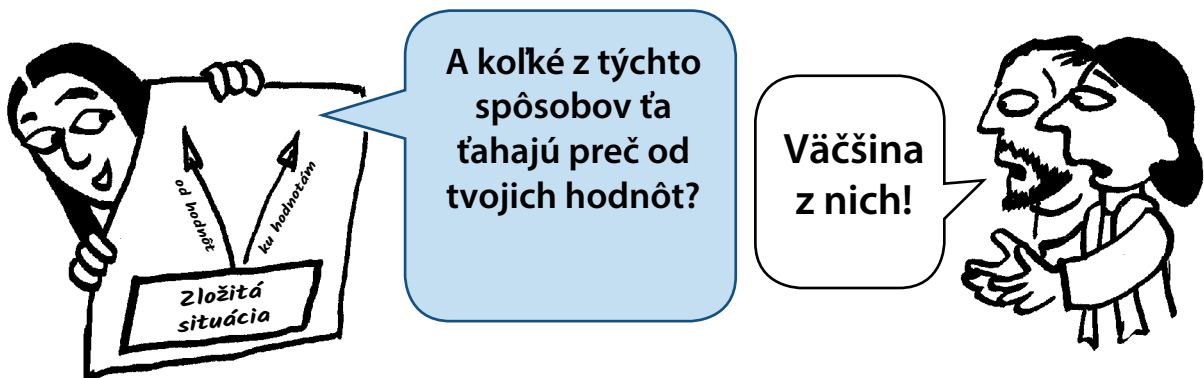 A koľké z týchto
spôsobov ťa
ťahajú preč od
tvojich hodnôt?
Väčšina
z nich!
od hodnôt
ku hodnotám
Zložitá
situácia